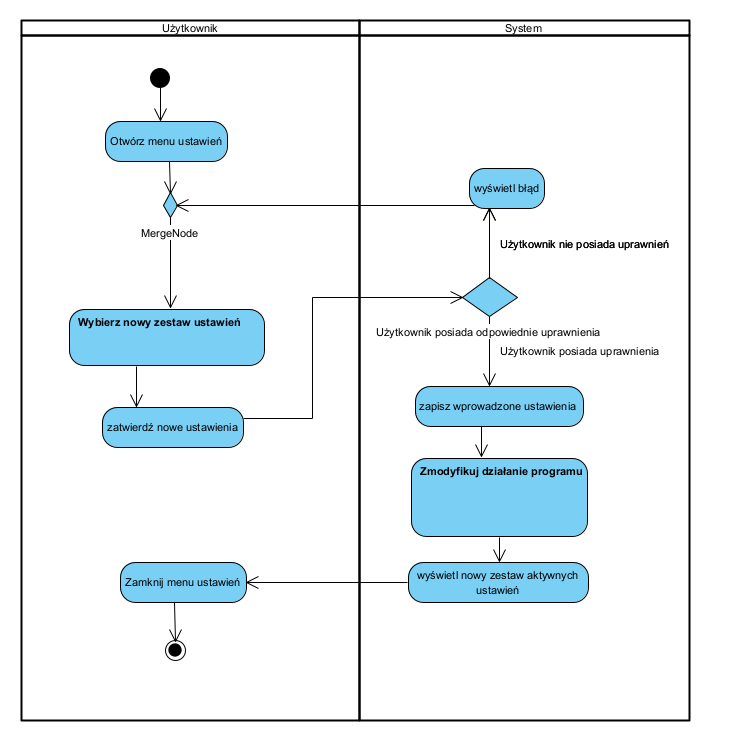 Użytkownik
System
Otwórz menu ustawień
wyświetl błąd
MergeNode
Użytkownik nie posiada uprawnień
Wybierz nowy zestaw ustawień
Użytkownik posiada odpowiednie uprawnienia
Użytkownik posiada uprawnienia
zatwierdź nowe ustawienia
zapisz wprowadzone ustawienia
Zmodyfikuj działanie programu
Zamknij menu ustawień
wyświetl nowy zestaw aktywnych
ustawień